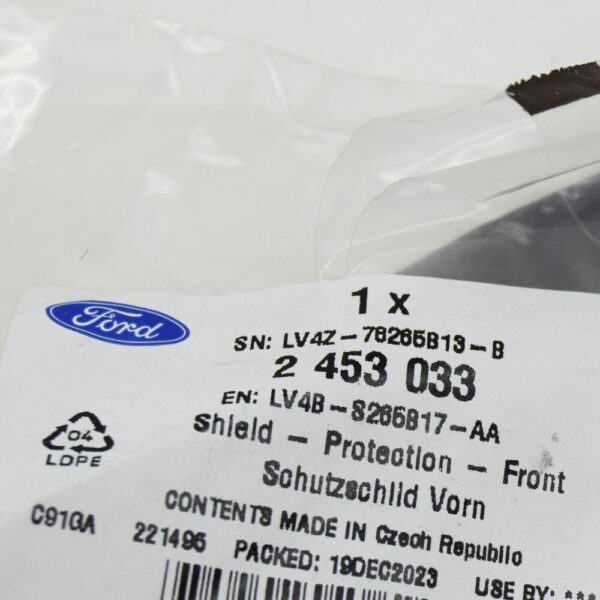 1 x
Ford
SN: LV4Z-78265B13-B
2 453 033
EN: LV4B-S265B17-AA
Shield - Protection - Front
Schutzschild Vorn
04
LDPE
CONTENTS MADE IN Czech Republic
C91GA 221495 PACKED: 19DEC2023 USE BY: ***